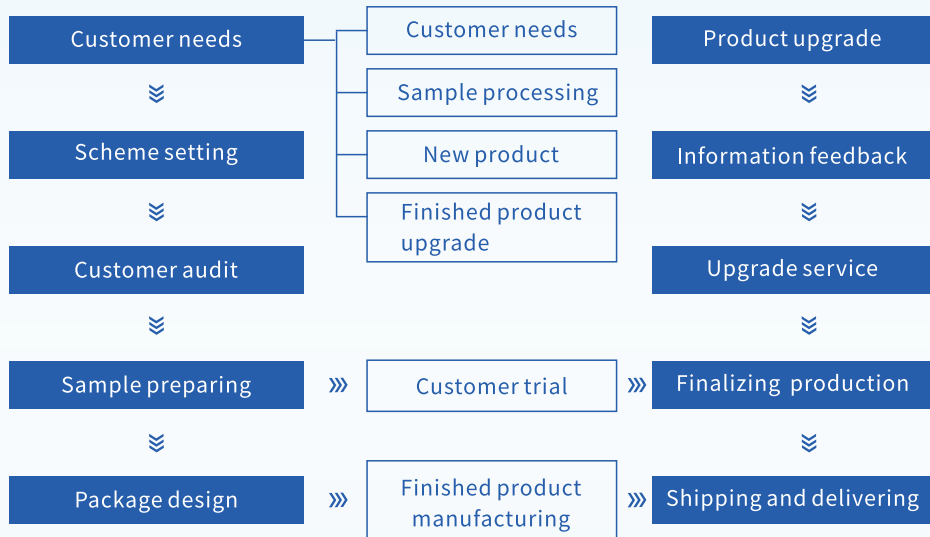 Customer needs
Scheme setting
Customer audit
Sample preparing
Package design
Customer needs
Sample processing
New product
Finished product
upgrade
Customer trial
Finished product
manufacturing
Product upgrade
Information feedback
Upgrade service
Finalizing production
Shipping and delivering